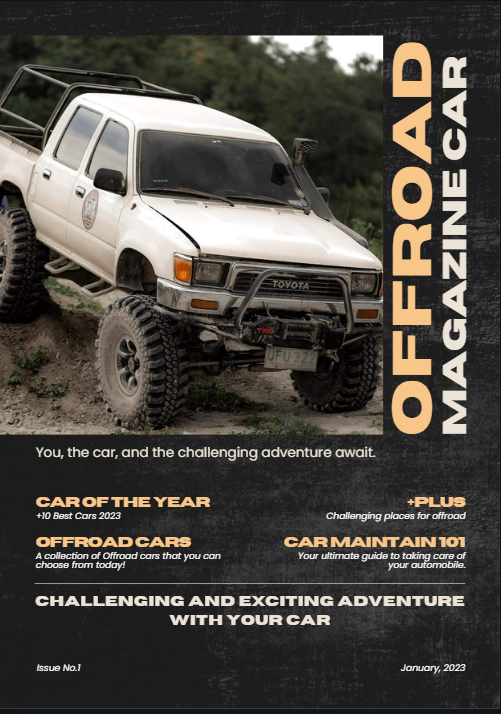 OFFROAD
MAGAZINE CAR
TOYOTA
You, the car, and the challenging adventure await.
CAR OF THE YEAR
+10 Best Cars 2023
+PLUS
Challenging places for offroad
OFFROAD CARS
A collection of Offroad cars that you can
choose from today!
CAR MAINTAIN 101
Your ultimate guide to taking care of
your automobile.
CHALLENGING AND EXCITING ADVENTURE
WITH YOUR CAR
Issue No.1
January, 2023